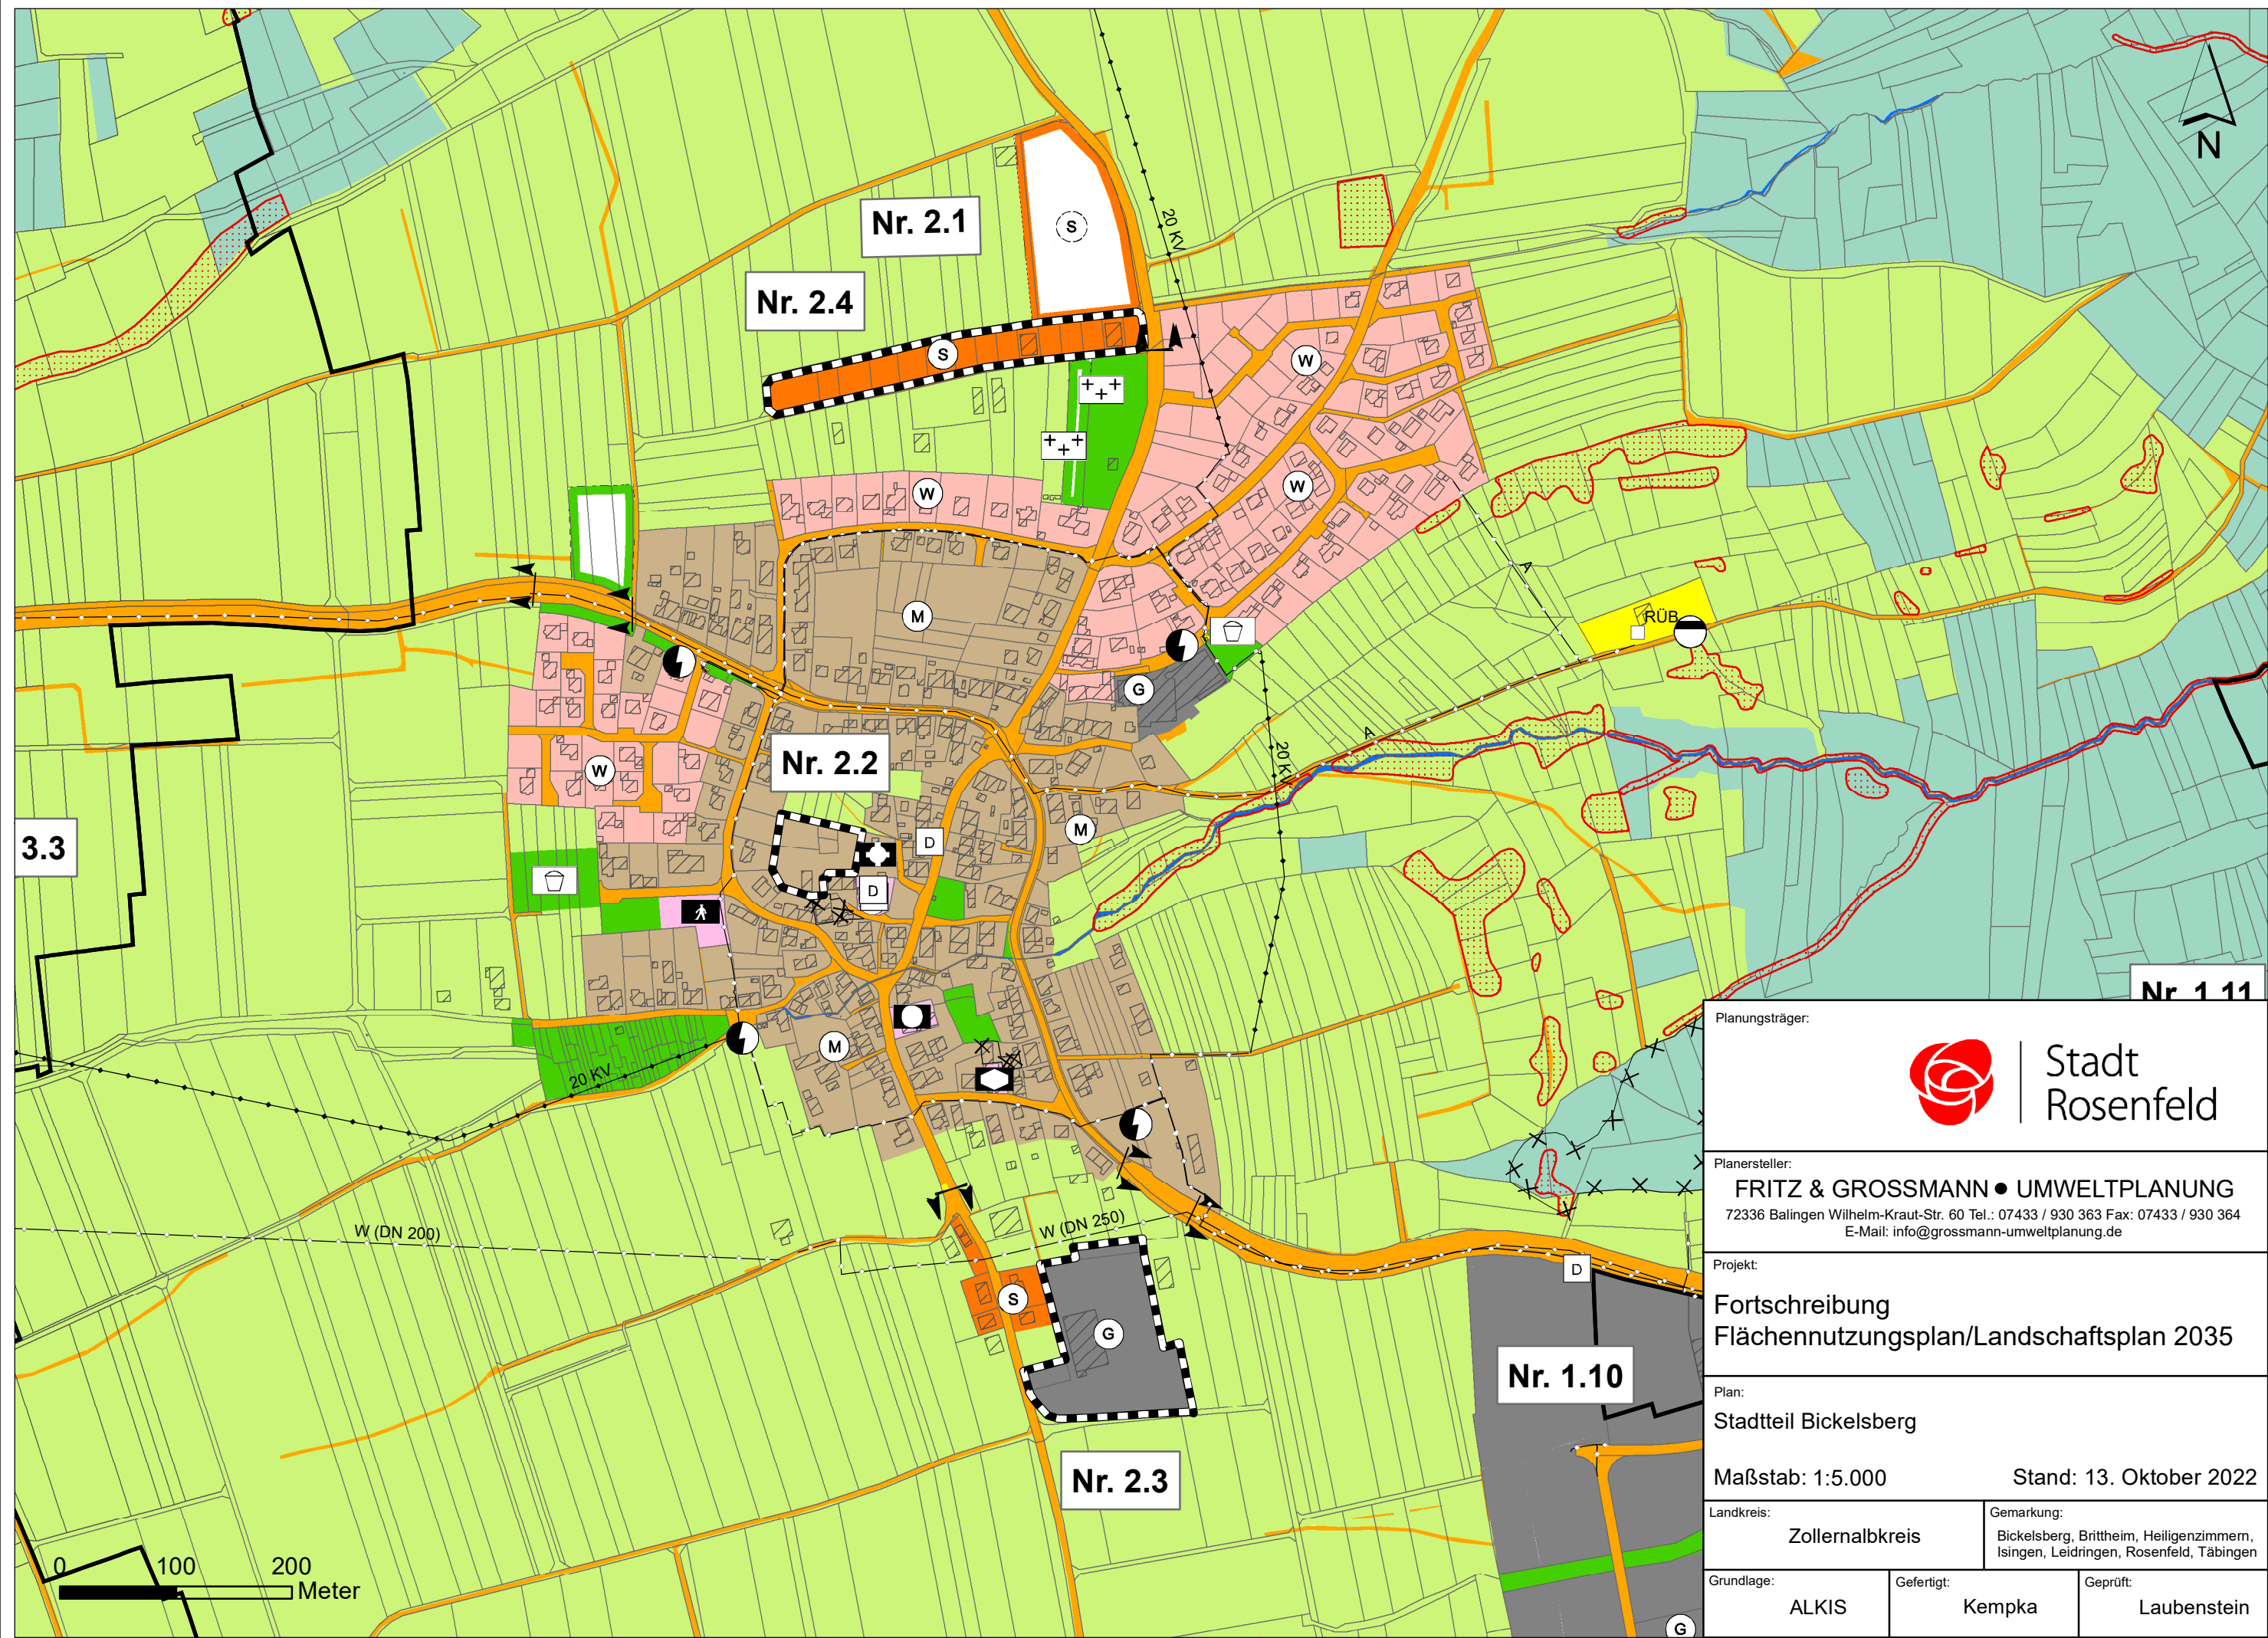 N
Nr. 2.1
S
20 KV
Nr. 2.4
S
W
W
W
M
RÜB
A
G
Nr. 2.2
A
20 KV
W
M
D
3.3
D
M
20 KV
Nr. 1.11
W (DN 200)
W (DN 250)
D
S
G
Nr. 1.10
Nr. 2.3
G
0 100 200
Meter
Planungsträger:
Stadt
Rosenfeld
Planersteller:
FRITZ & GROSSMANN ● UMWELTPLANUNG
72336 Balingen Wilhelm-Kraut-Str. 60 Tel.: 07433 / 930 363 Fax: 07433 / 930 364
E-Mail: info@grossmann-umweltplanung.de
Projekt:
Fortschreibung
Flächennutzungsplan/Landschaftsplan 2035
Plan:
Stadtteil Bickelsberg
Maßstab: 1:5.000 Stand: 13. Oktober 2022
Landkreis:
Zollernalbkreis
Gemarkung:
Bickelsberg, Brittheim, Heiligenzimmern,
Isingen, Leidringen, Rosenfeld, Täbingen
Grundlage:
ALKIS
Gefertigt:
Kempka
Geprüft:
Laubenstein